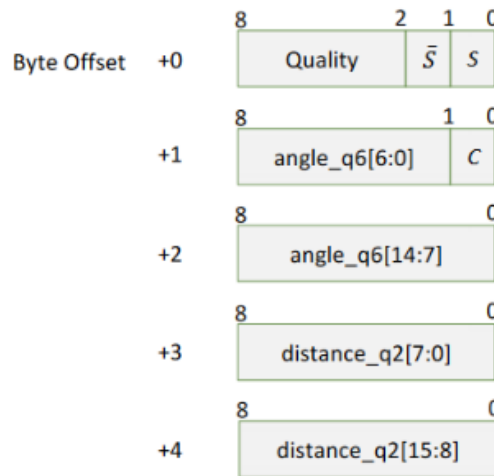 8 2 1 0
Byte Offset +0 Quality S̄ S
8 1 0
+1 angle_q6[6:0] C
8 0
+2 angle_q6[14:7]
8 0
+3 distance_q2[7:0]
8 0
+4 distance_q2[15:8]